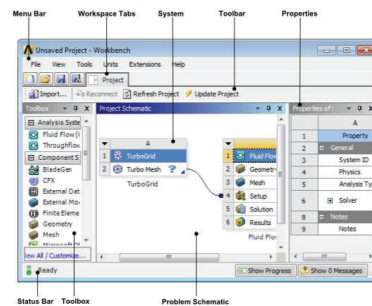 Menu Bar Workspace Tabs System Toolbar Properties
Unsaved Project - Workbench
File View Tools Units Extensions Help
Project
Import... Reconnect Refresh Project Update Project
Toolbox Project Schematic Properties of
A
Analysis Syste 1 TurboGrid 1 Fluid Flow 1 Property
Fluid Flow ( 2 Turbo Mesh ? 2 Geometr 2 General
Throughflow TurboGrid 3 Mesh 3 System ID
Component S 4 Setup 4 Physics
BladeGen 5 Solution 5 Analysis Ty
CFX 6 Results 6 Solver
External Dat Fluid Flow 8 Notes
External Mo 9 Notes
Finite Eleme
Geometry
Mesh
View All / Customize...
Ready Show Progress Show 0 Messages
Status Bar Toolbox Problem Schematic